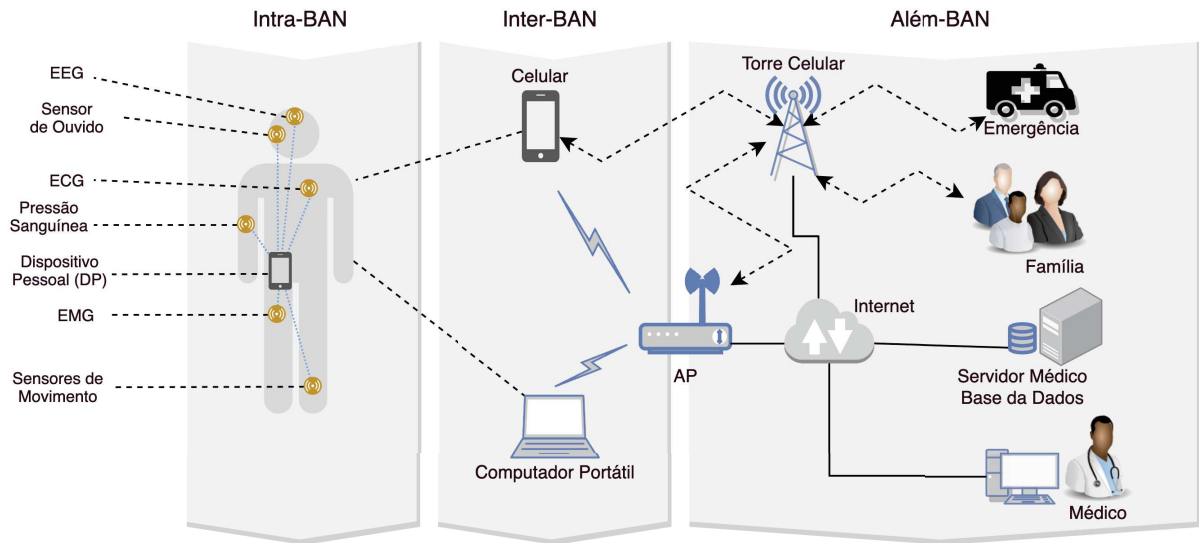 Intra-BAN
Inter-BAN
Além-BAN
EEG
Sensor
de Ouvido
ECG
Pressão
Sanguínea
Dispositivo
Pessoal (DP)
EMG
Sensores de
Movimento
Celular
Computador Portátil
AP
Torre Celular
Emergência
Família
Internet
Servidor Médico
Base da Dados
Médico